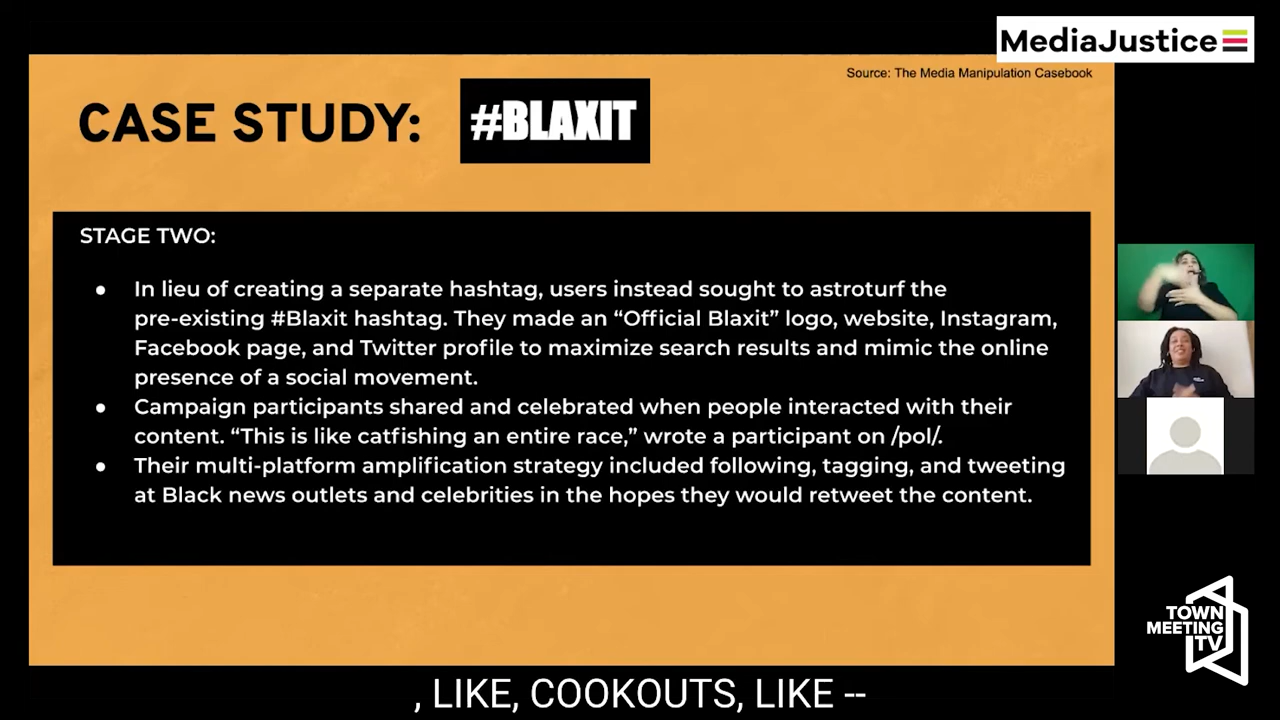 MediaJustice
Source: The Media Manipulation Casebook
CASE STUDY: #BLAXIT
STAGE TWO:
● In lieu of creating a separate hashtag, users instead sought to astroturf the
pre-existing #Blaxit hashtag. They made an “Official Blaxit” logo, website, Instagram,
Facebook page, and Twitter profile to maximize search results and mimic the online
presence of a social movement.
● Campaign participants shared and celebrated when people interacted with their
content. “This is like catfishing an entire race,” wrote a participant on /pol/.
● Their multi-platform amplification strategy included following, tagging, and tweeting
at Black news outlets and celebrities in the hopes they would retweet the content.
TOWN
MEETING
TV
, LIKE, COOKOUTS, LIKE --